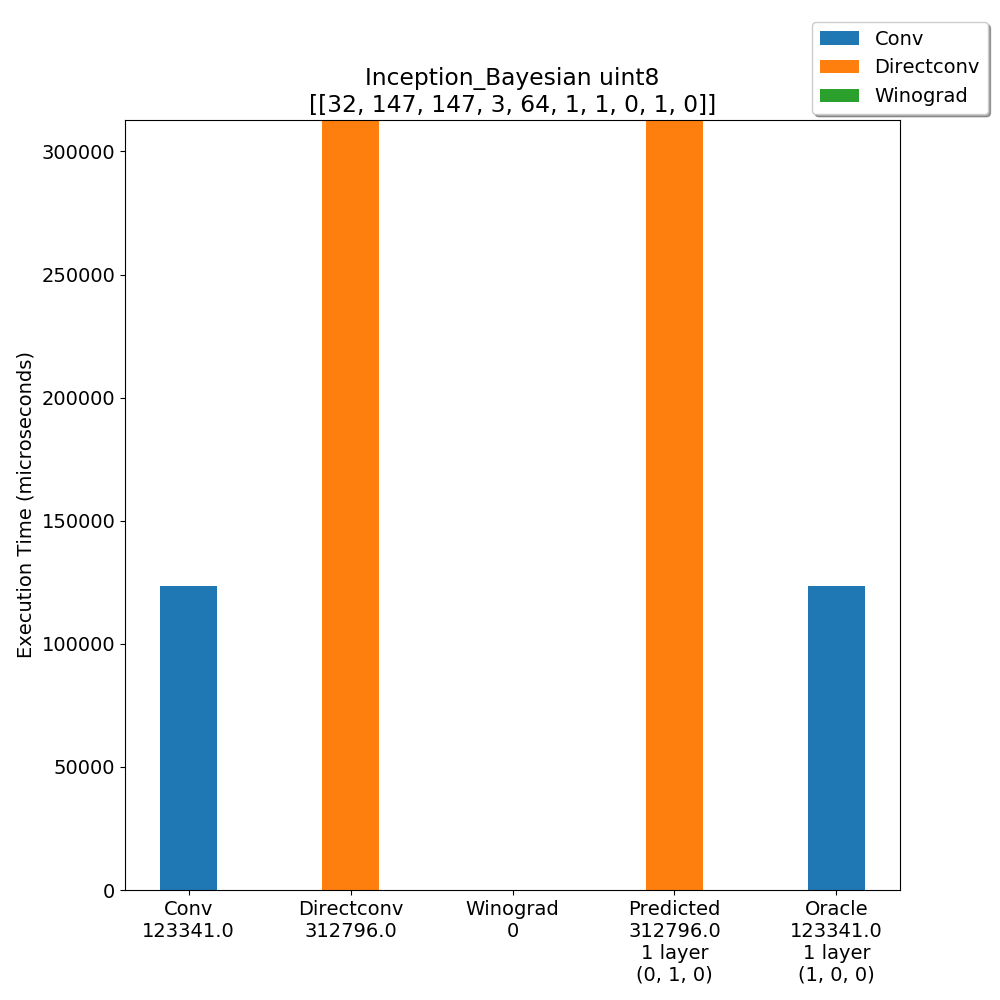 Conv
Directconv
Winograd
Inception_Bayesian uint8
[[32, 147, 147, 3, 64, 1, 1, 0, 1, 0]]
Execution Time (microseconds)
300000
250000
200000
150000
100000
50000
0
Conv
123341.0
Directconv
312796.0
Winograd
0
Predicted
312796.0
1 layer
(0, 1, 0)
Oracle
123341.0
1 layer
(1, 0, 0)